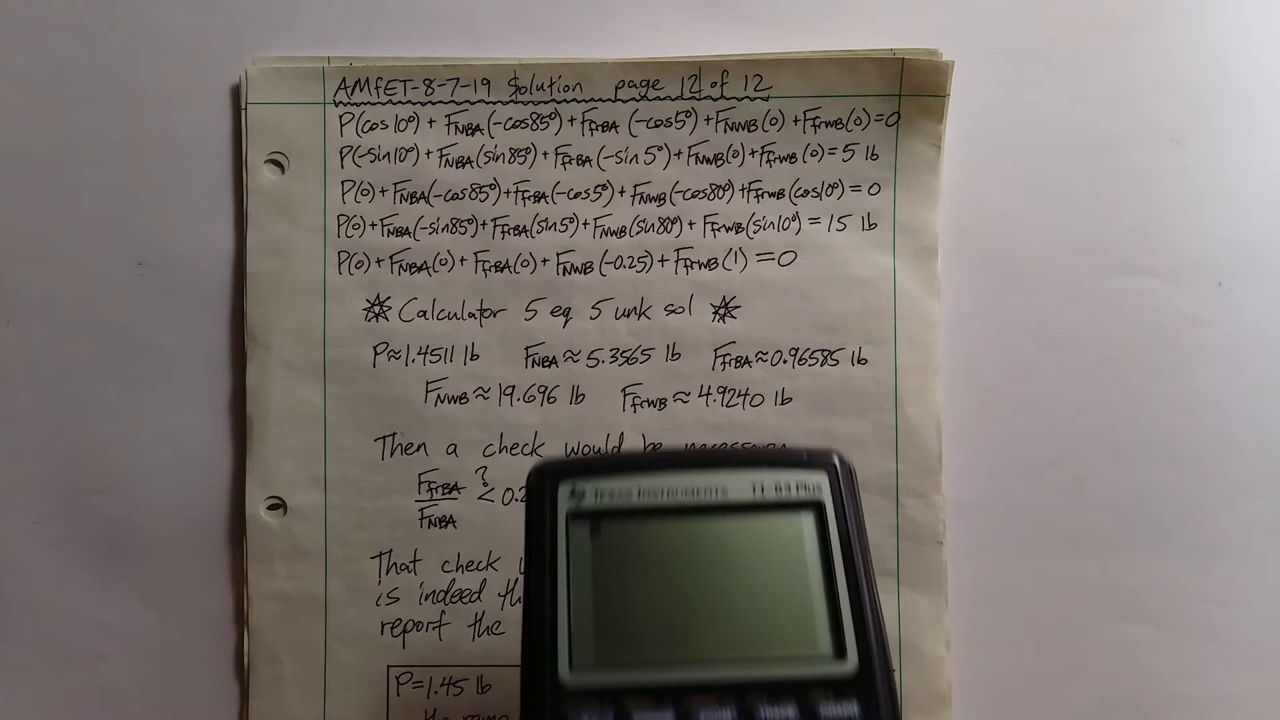 AMfET-8-7-19 Solution page 12 of 12
P(cos10°) + FNBA(-cos85°) + FfrBA(-cos5°) + FNWB(0) + FfrWB(0) = 0
P(-sin10°) + FNBA(sin85°) + FfrBA(-sin5°) + FNWB(0) + FfrWB(0) = 5 lb
P(0) + FNBA(-cos85°) + FfrBA(-cos5°) + FNWB(-cos80°) + FfrWB(cos10°) = 0
P(0) + FNBA(-sin85°) + FfrBA(sin5°) + FNWB(sin80°) + FfrWB(sin10°) = 15 lb
P(0) + FNBA(0) + FfrBA(0) + FNWB(-0.25) + FfrWB(1) = 0
Calculator 5 eq 5 unk sol
P≈1.4511 lb FNBA≈5.3565 lb FfrBA≈0.96585 lb
FNWB≈19.696 lb FfrWB≈4.9240 lb
Then a check would be necessary
FfrBA ? < 0.2
FNBA
That check
is indeed th
report the
P=1.45 lb
Texas Instruments TI-83 Plus